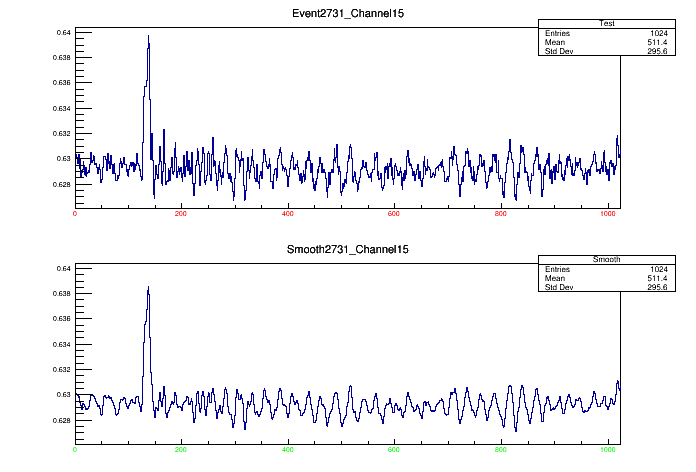 Event2731_Channel15
Test
Entries 1024
Mean 511.4
Std Dev 295.6
0.64
0.638
0.636
0.634
0.632
0.63
0.628
0 200 400 600 800 1000
Smooth2731_Channel15
Smooth
Entries 1024
Mean 511.4
Std Dev 295.6
0.64
0.638
0.636
0.634
0.632
0.63
0.628
0 200 400 600 800 1000